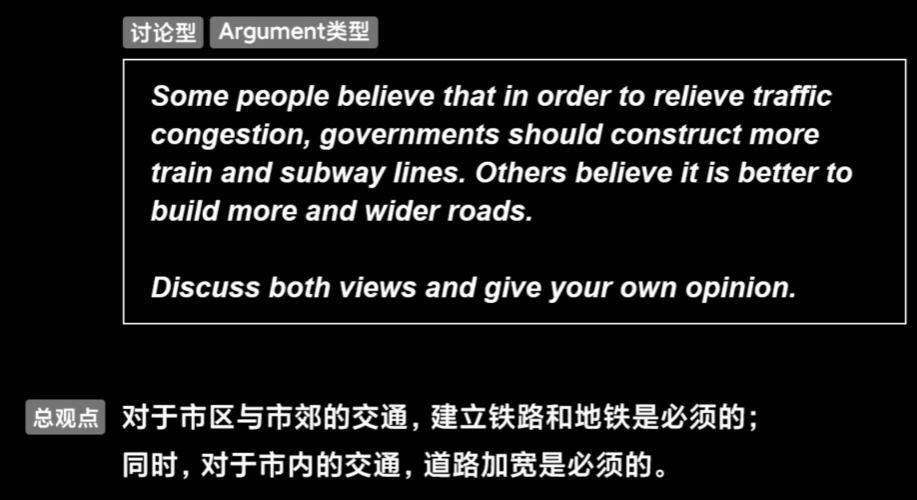 讨论型 Argument类型
Some people believe that in order to relieve traffic
congestion, governments should construct more
train and subway lines. Others believe it is better to
build more and wider roads.
Discuss both views and give your own opinion.
总观点 对于市区与市郊的交通，建立铁路和地铁是必须的；
同时，对于市内的交通，道路加宽是必须的。